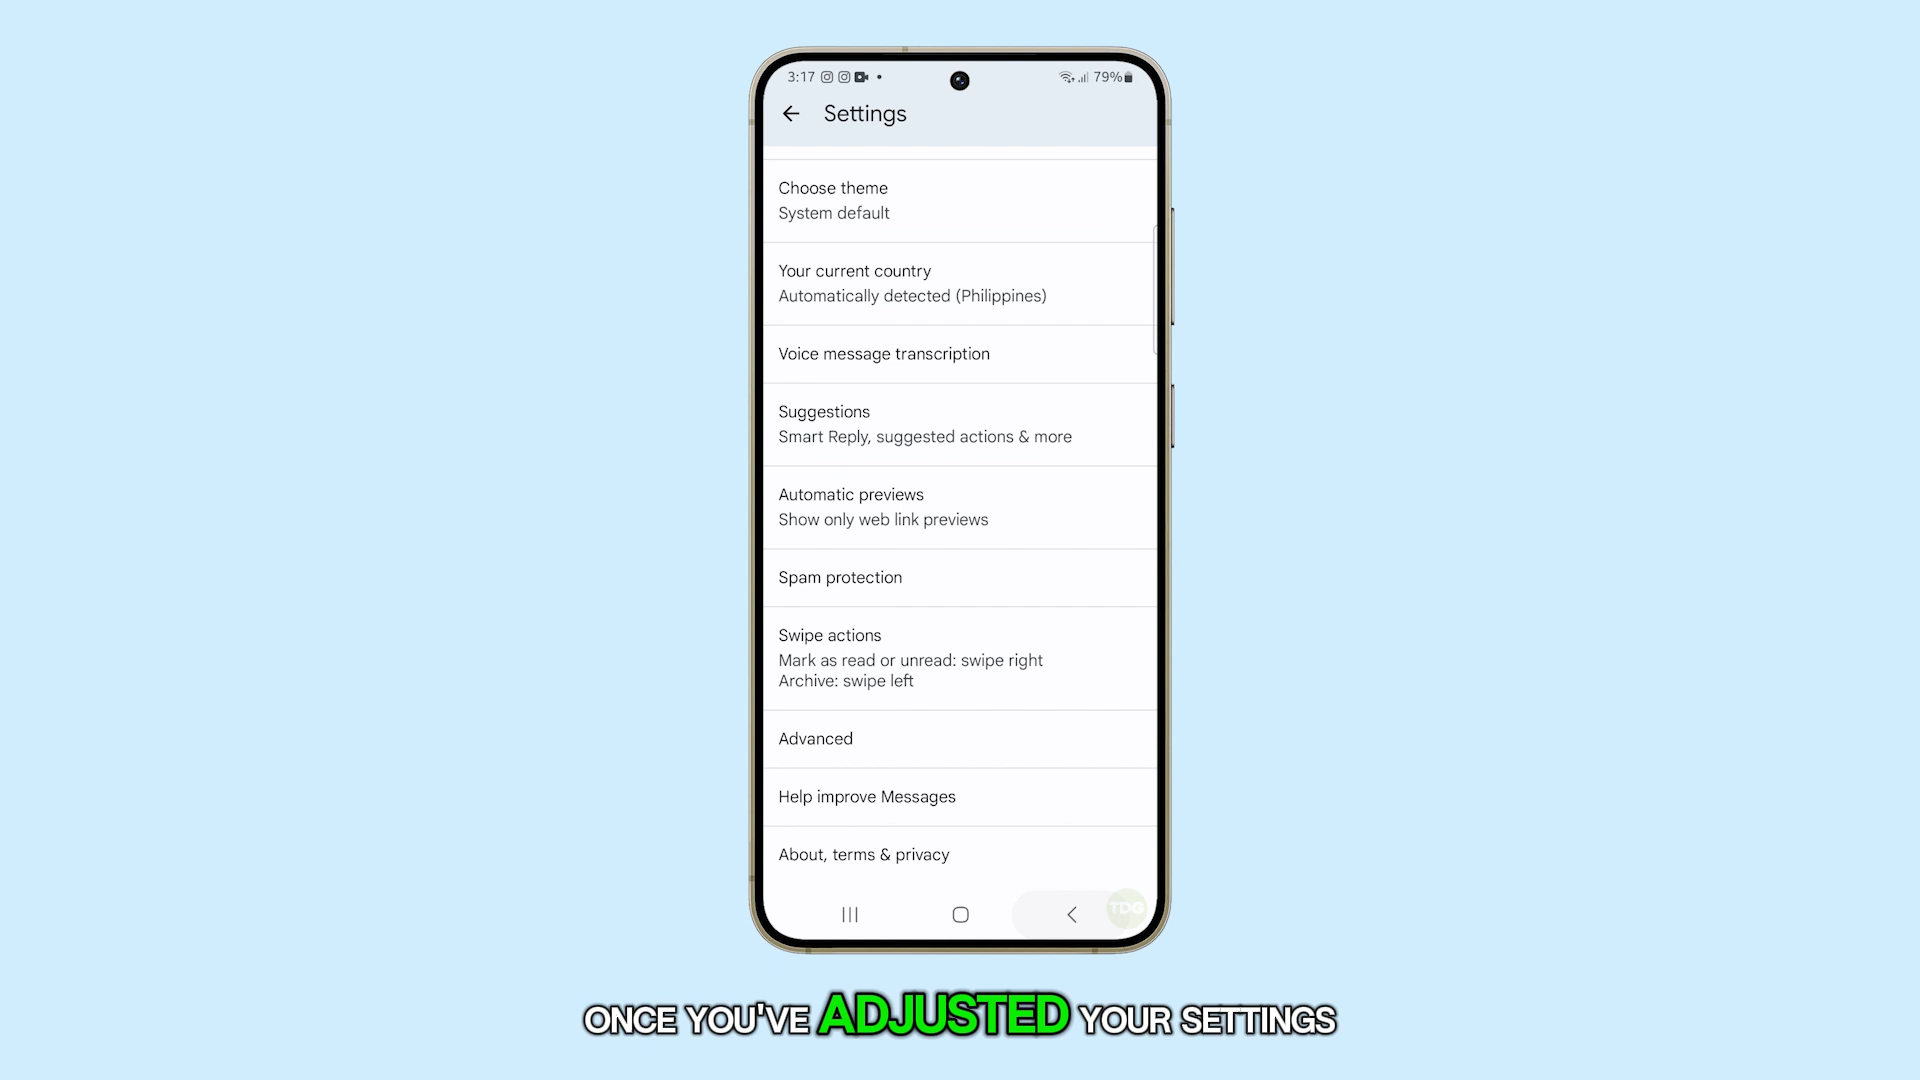 3:17
79%
Settings
Choose theme
System default
Your current country
Automatically detected (Philippines)
Voice message transcription
Suggestions
Smart Reply, suggested actions & more
Automatic previews
Show only web link previews
Spam protection
Swipe actions
Mark as read or unread: swipe right
Archive: swipe left
Advanced
Help improve Messages
About, terms & privacy
TDG
ONCE YOU'VE ADJUSTED YOUR SETTINGS